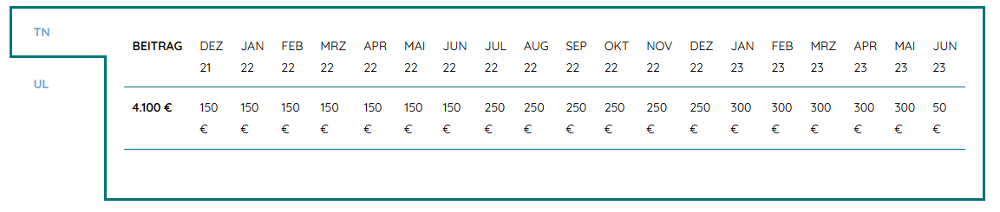 TN
UL
BEITRAG DEZ 21 JAN 22 FEB 22 MRZ 22 APR 22 MAI 22 JUN 22 JUL 22 AUG 22 SEP 22 OKT 22 NOV 22 DEZ 22 JAN 23 FEB 23 MRZ 23 APR 23 MAI 23 JUN 23
4.100 € 150 € 150 € 150 € 150 € 150 € 150 € 150 € 250 € 250 € 250 € 250 € 250 € 250 € 300 € 300 € 300 € 300 € 300 € 50 €